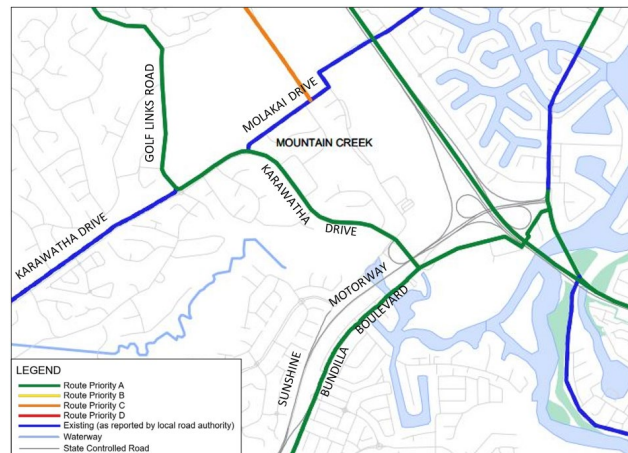 GOLF LINKS ROAD
MOLAKAI DRIVE
MOUNTAIN CREEK
KARAWATHA
DRIVE
KARAWATHA DRIVE
MOTORWAY
SUNSHINE
BOULEVARD
BUNDILLA
LEGEND
Route Priority A
Route Priority B
Route Priority C
Route Priority D
Existing (as reported by local road authority)
Waterway
State Controlled Road